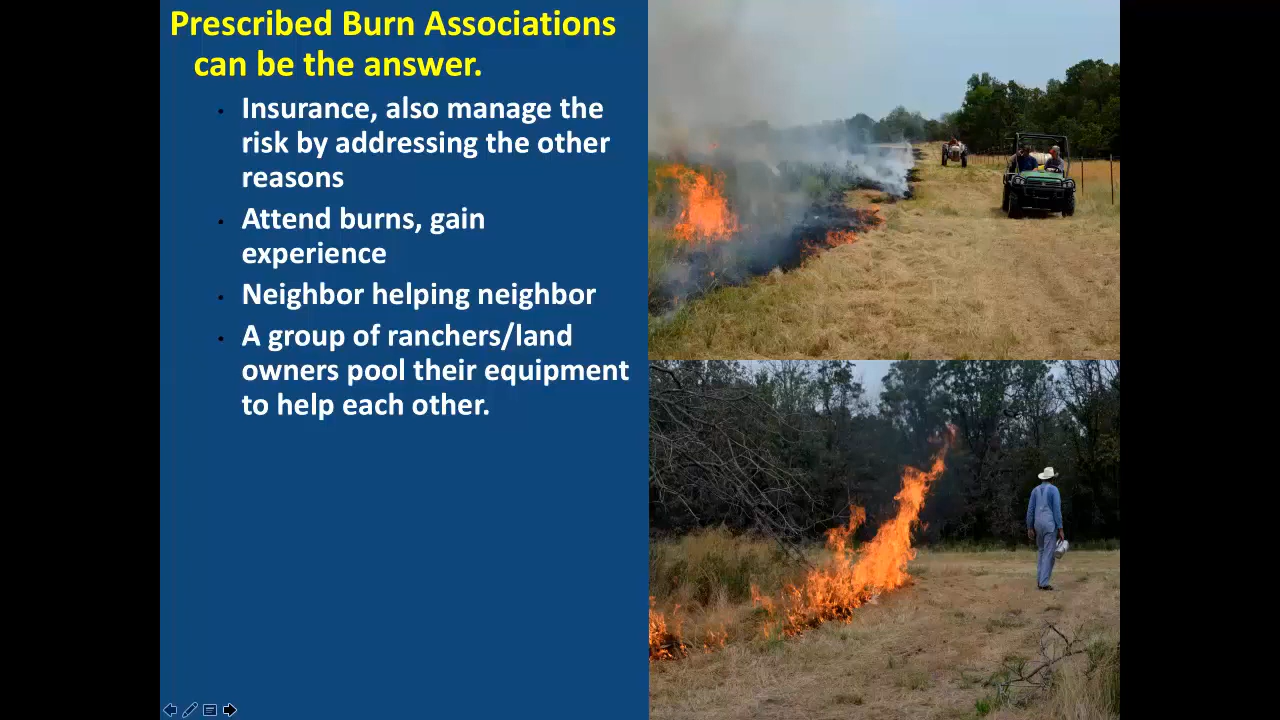 Prescribed Burn Associations
can be the answer.
• Insurance, also manage the
risk by addressing the other
reasons
• Attend burns, gain
experience
• Neighbor helping neighbor
• A group of ranchers/land
owners pool their equipment
to help each other.